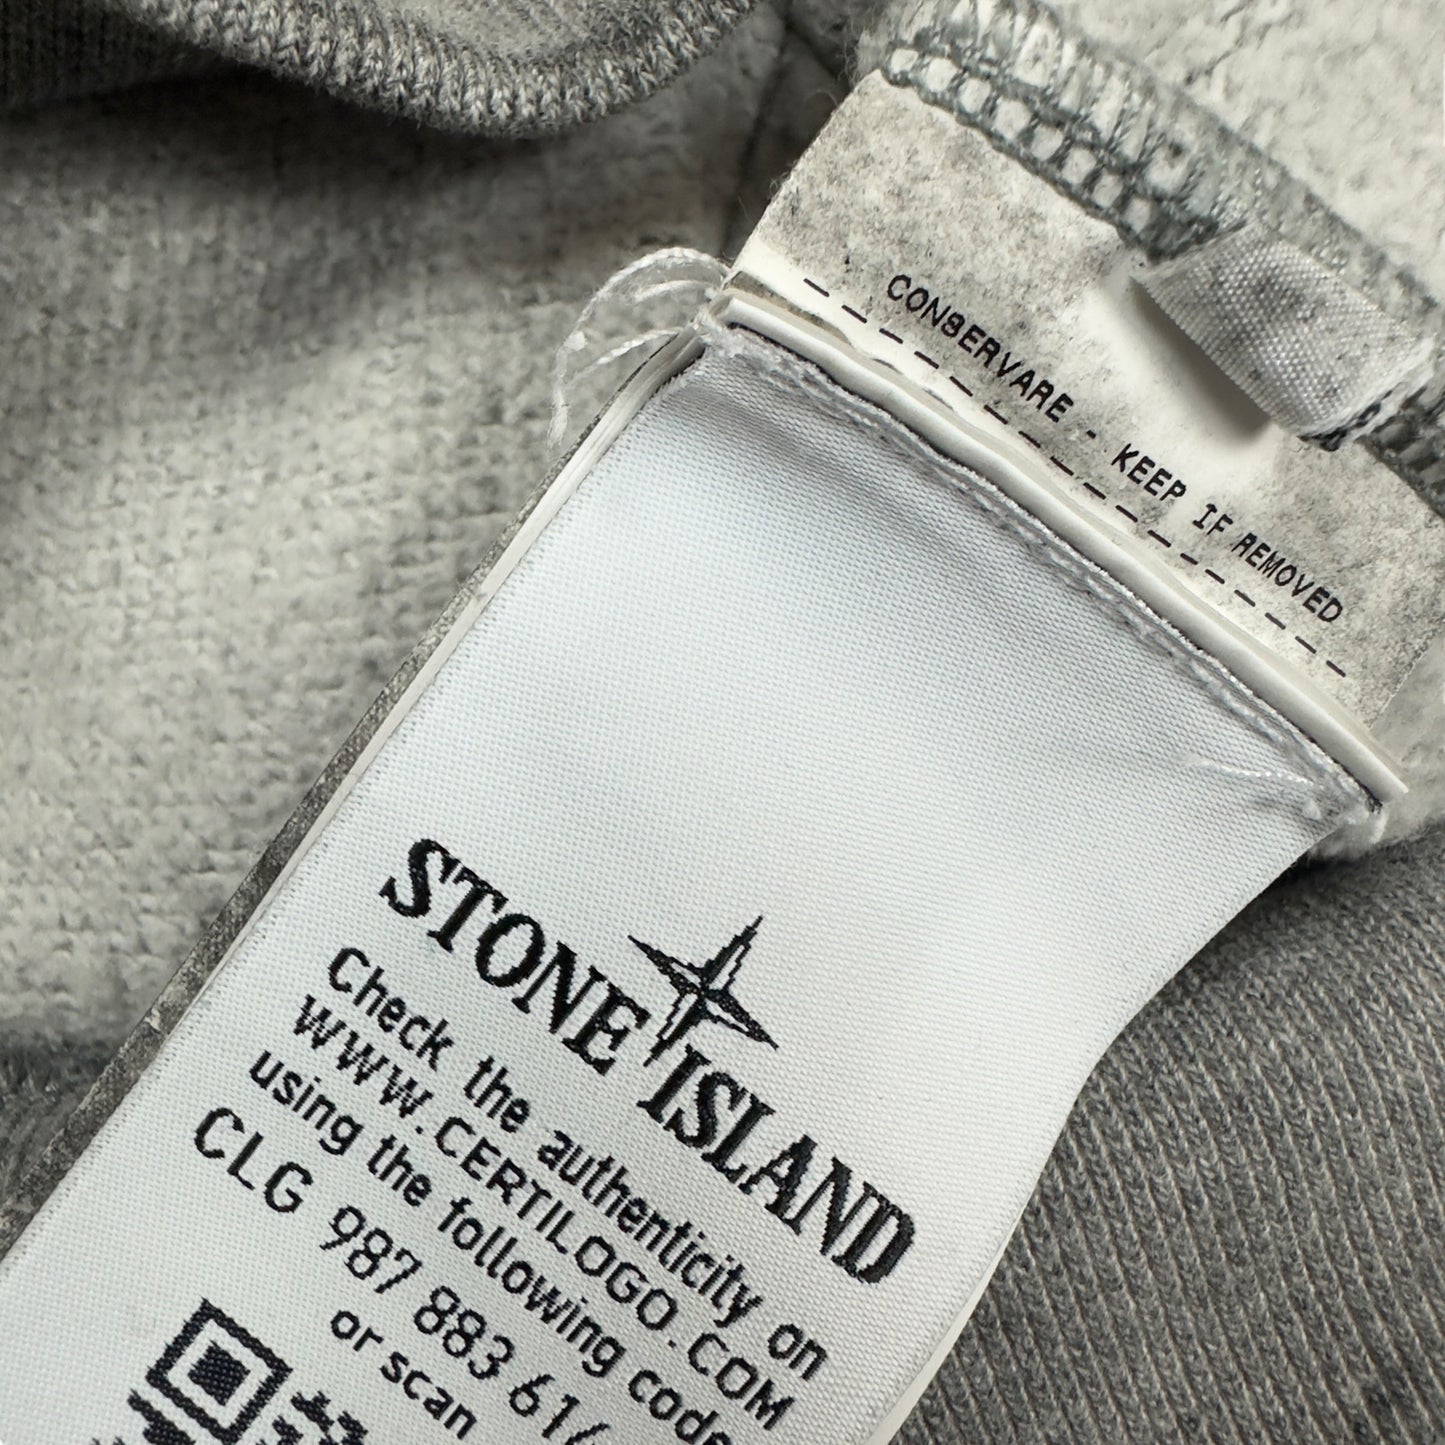 CONSERVARE - KEEP IF REMOVED
STONE ISLAND
Check the authenticity on
WWW.CERTILOGO.COM
using the following code
CLG 987 883 614
or scan